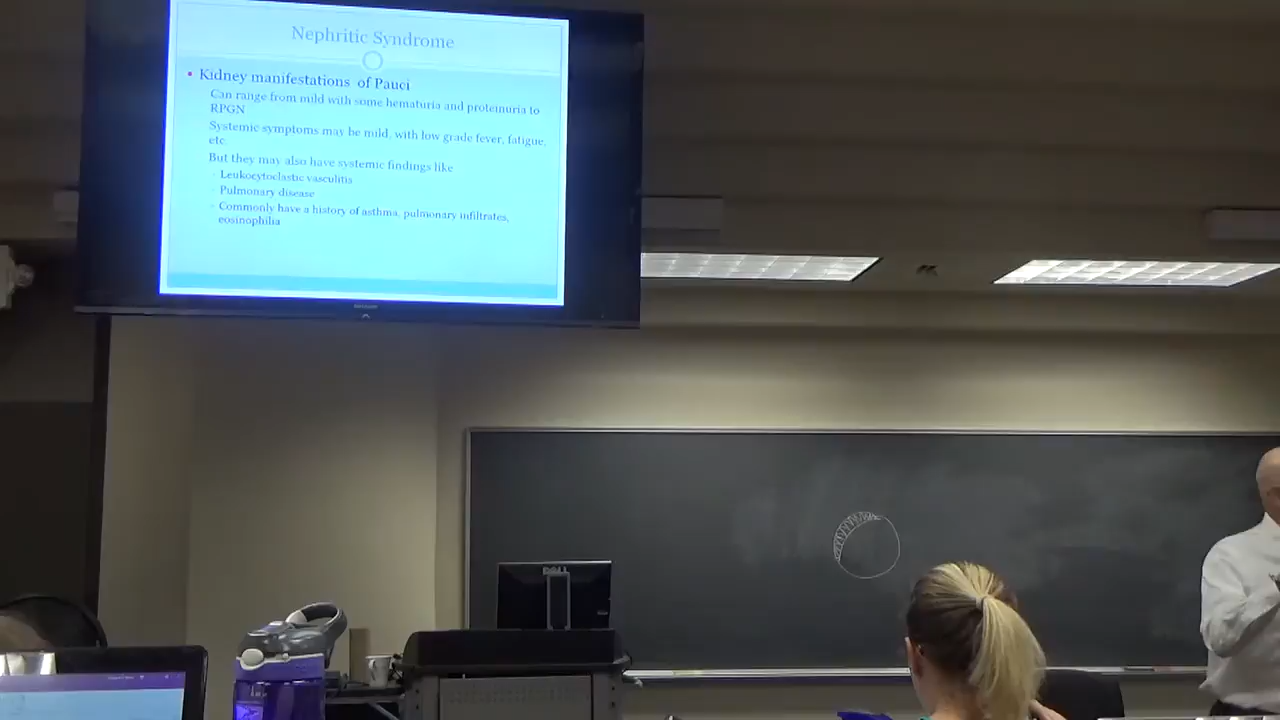 Nephritic Syndrome
Kidney manifestations of Pauci
Can range from mild with some hematuria and proteinuria to
RPGN
Systemic symptoms may be mild, with low grade fever, fatigue,
etc.
But they may also have systemic findings like
Leukocytoclastic vasculitis
Pulmonary disease
Commonly have a history of asthma, pulmonary infiltrates,
eosinophilia
DELL